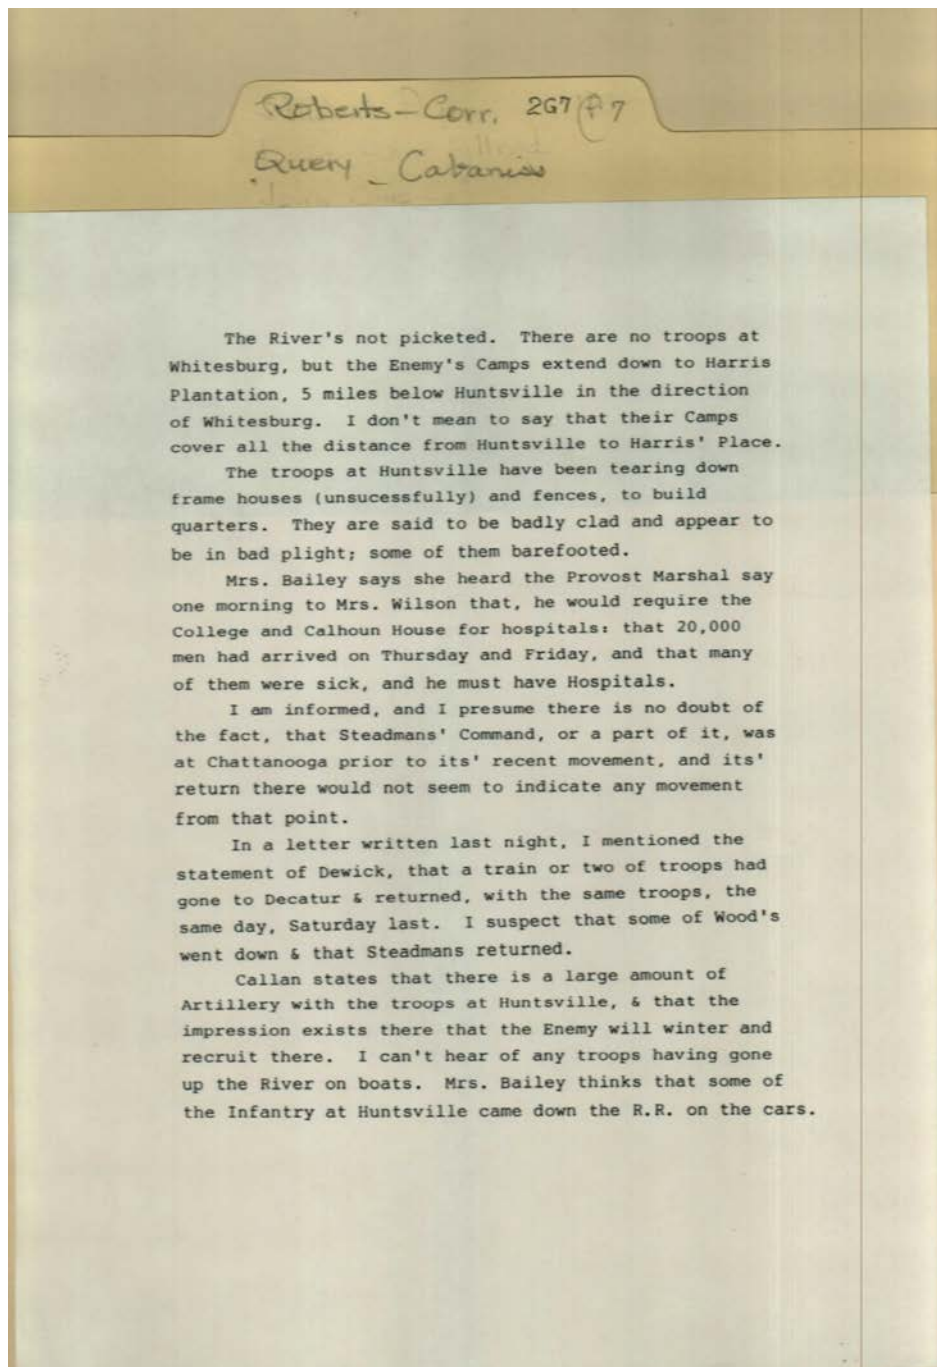 Roberts-Corr. 2G7 F7
Query - Cabaniss
The River's not picketed. There are no troops at
Whitesburg, but the Enemy's Camps extend down to Harris
Plantation, 5 miles below Huntsville in the direction
of Whitesburg. I don't mean to say that their Camps
cover all the distance from Huntsville to Harris' Place.
The troops at Huntsville have been tearing down
frame houses (unsucessfully) and fences, to build
quarters. They are said to be badly clad and appear to
be in bad plight; some of them barefooted.
Mrs. Bailey says she heard the Provost Marshal say
one morning to Mrs. Wilson that, he would require the
College and Calhoun House for hospitals: that 20,000
men had arrived on Thursday and Friday, and that many
of them were sick, and he must have Hospitals.
I am informed, and I presume there is no doubt of
the fact, that Steadmans' Command, or a part of it, was
at Chattanooga prior to its' recent movement, and its'
return there would not seem to indicate any movement
from that point.
In a letter written last night, I mentioned the
statement of Dewick, that a train or two of troops had
gone to Decatur & returned, with the same troops, the
same day, Saturday last. I suspect that some of Wood's
went down & that Steadmans returned.
Callan states that there is a large amount of
Artillery with the troops at Huntsville, & that the
impression exists there that the Enemy will winter and
recruit there. I can't hear of any troops having gone
up the River on boats. Mrs. Bailey thinks that some of
the Infantry at Huntsville came down the R.R. on the cars.